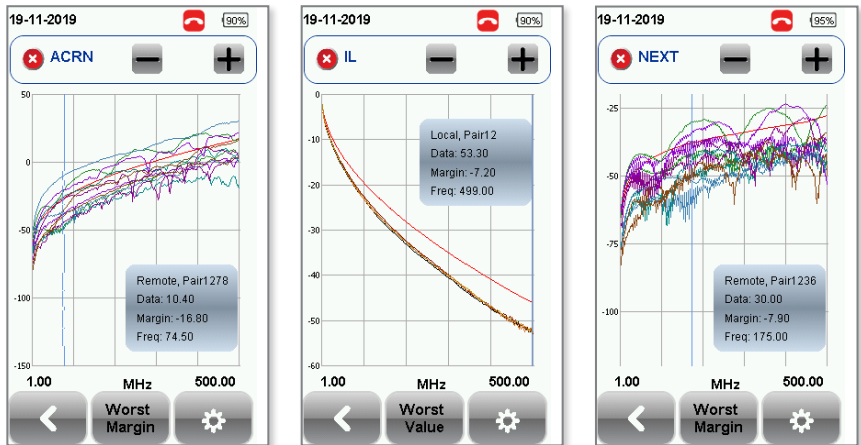 19-11-2019
90%
ACRN
50
0
-50
-100
-150
Remote, Pair1278
Data: 10.40
Margin: -16.80
Freq: 74.50
1.00
MHz
500.00
Worst
Margin
19-11-2019
90%
IL
0
-10
-20
-30
-40
-50
-60
Local, Pair12
Data: 53.30
Margin: -7.20
Freq: 499.00
1.00
MHz
500.00
Worst
Value
19-11-2019
95%
NEXT
-25
-50
-75
-100
Remote, Pair1236
Data: 30.00
Margin: -7.90
Freq: 175.00
1.00
MHz
500.00
Worst
Margin